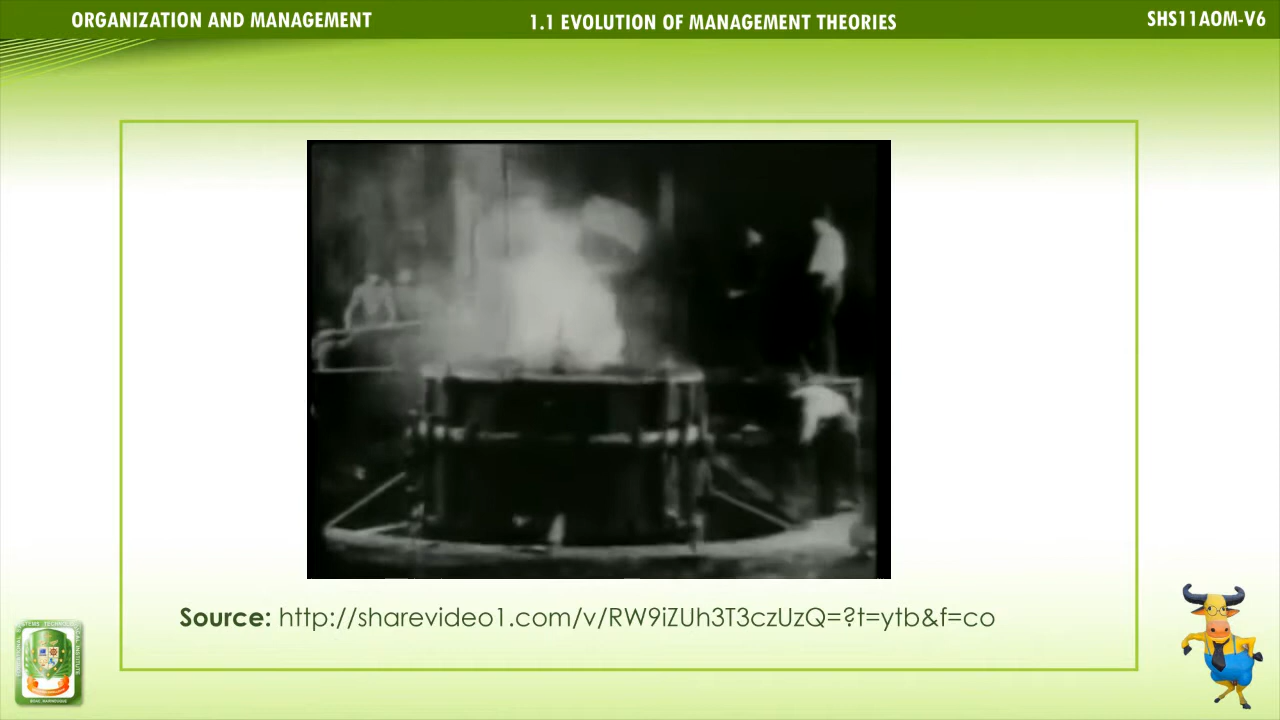 ORGANIZATION AND MANAGEMENT
1.1 EVOLUTION OF MANAGEMENT THEORIES
SHS11AOM-V6
Source: http://sharevideo1.com/v/RW9iZUh3T3czUzQ=?t=ytb&f=co